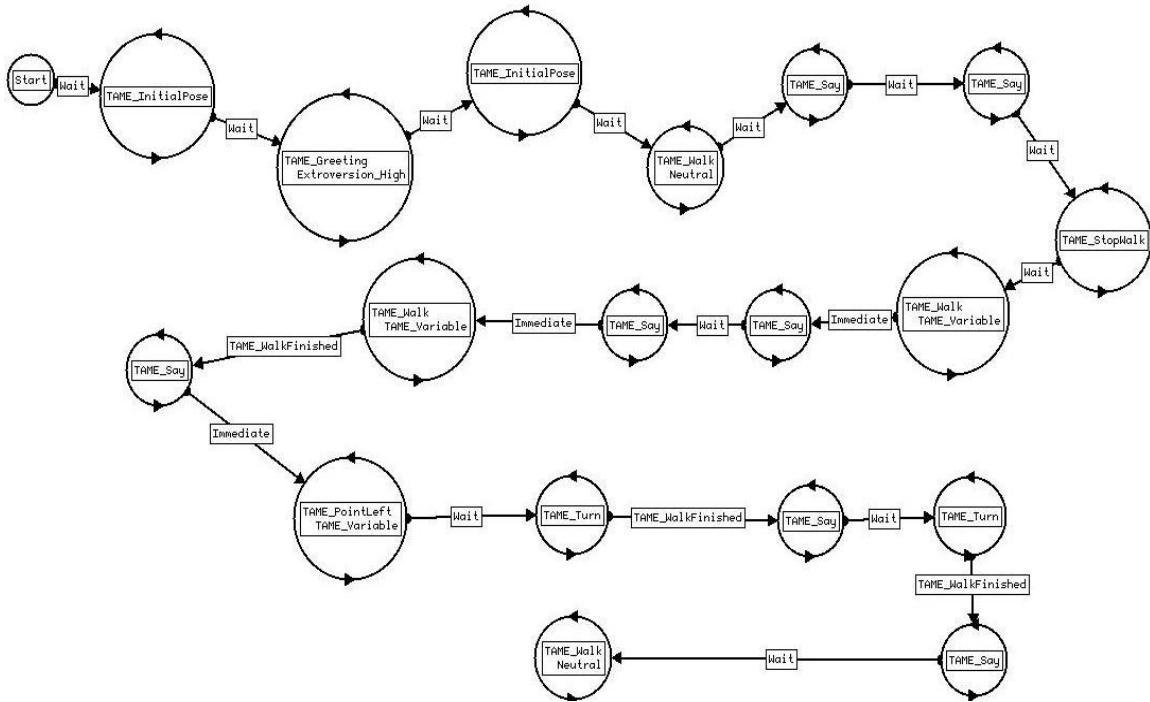 Start
Wait
TAME_InitialPose
Wait
TAME_Greeting
Extroversion_High
Wait
TAME_InitialPose
Wait
TAME_Walk
Neutral
Wait
TAME_Say
Wait
TAME_Say
Wait
TAME_StopWalk
Wait
TAME_Walk
TAME_Variable
Immediate
TAME_Say
Wait
TAME_Say
Immediate
TAME_Walk
TAME_Variable
TAME_WalkFinished
TAME_Say
Immediate
TAME_PointLeft
TAME_Variable
Wait
TAME_Turn
TAME_WalkFinished
TAME_Say
Wait
TAME_Turn
TAME_WalkFinished
TAME_Say
Wait
TAME_Walk
Neutral